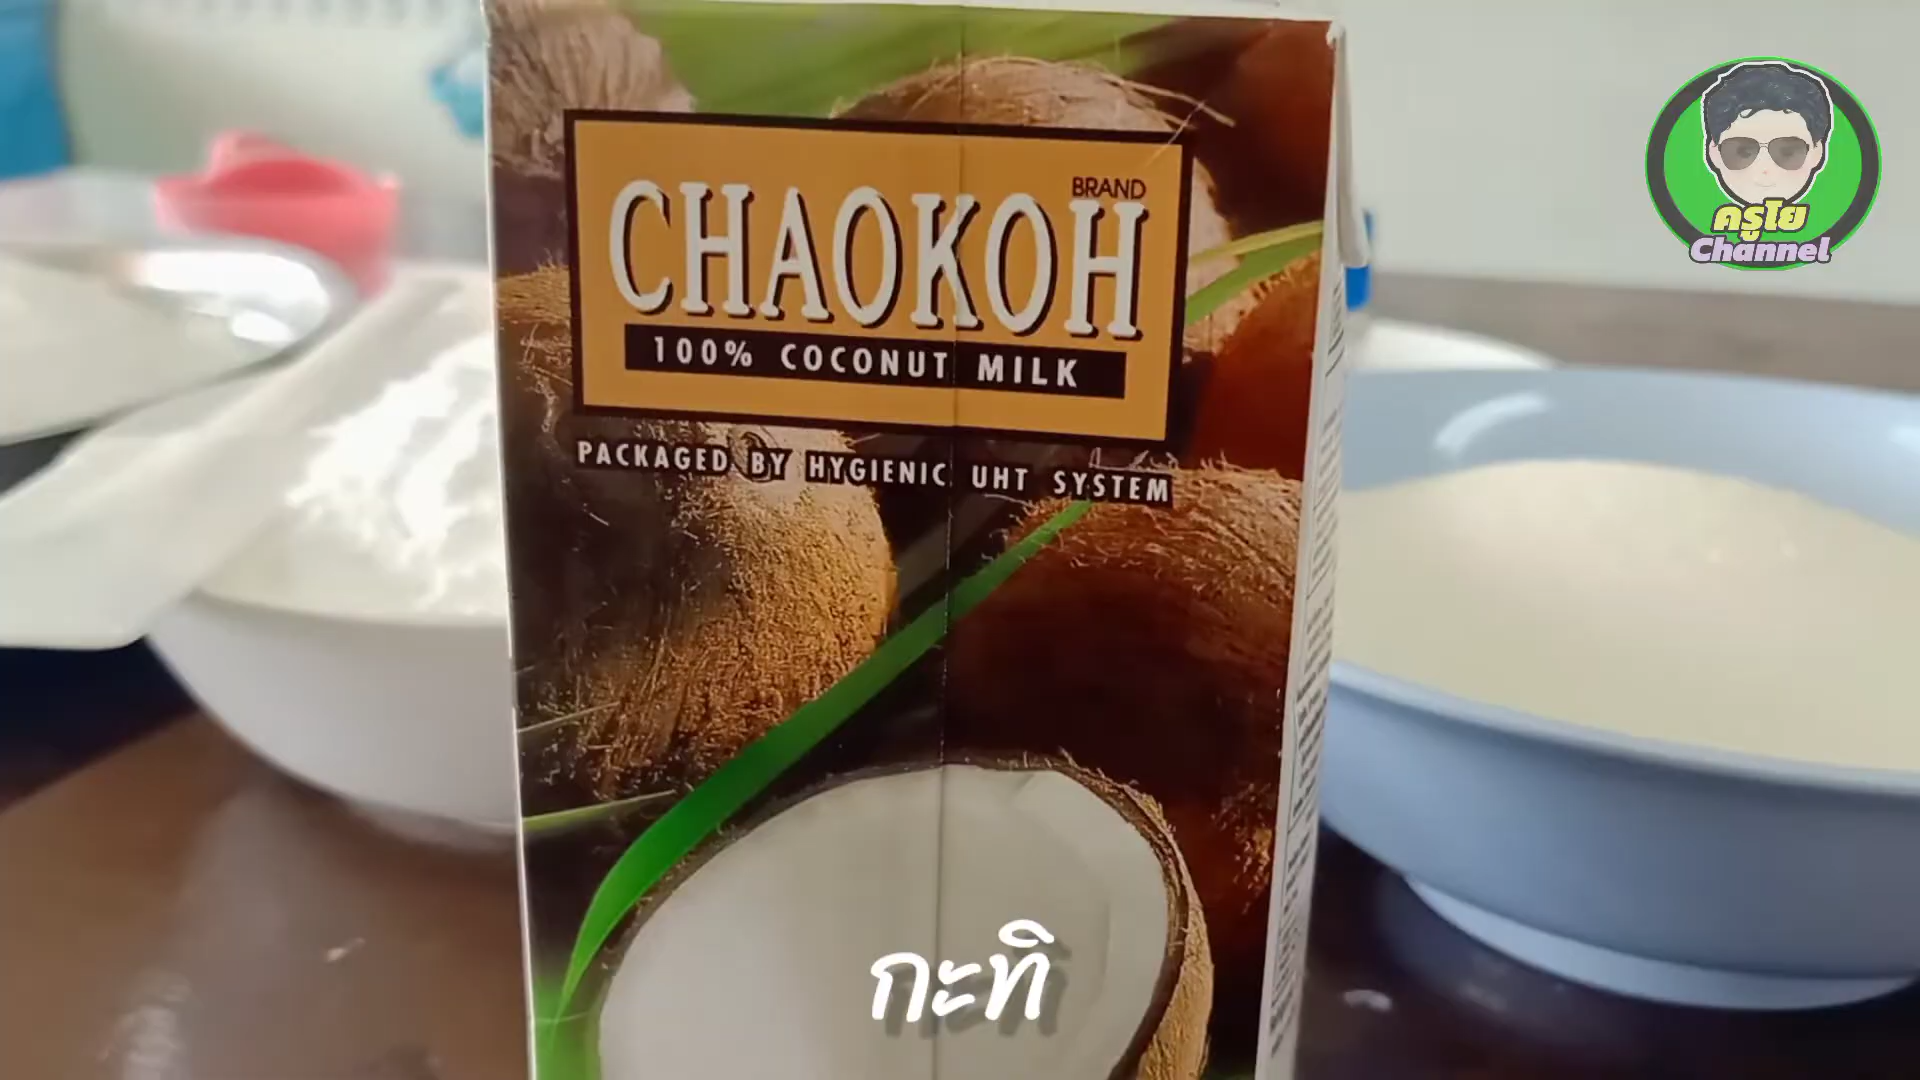 BRAND
CHAOKOH
100% COCONUT MILK
PACKAGED BY HYGIENIC UHT SYSTEM
กะทิ
ครูโย
Channel